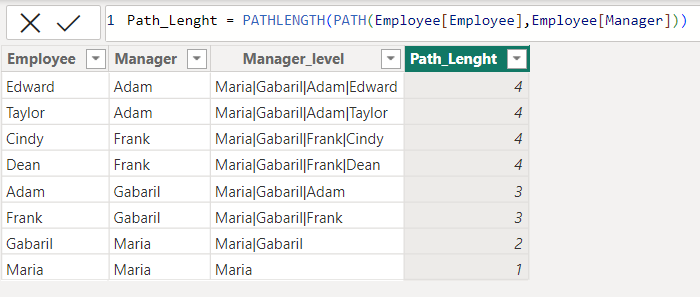 1 Path_Lenght = PATHLENGTH(PATH(Employee[Employee],Employee[Manager]))
Employee Manager Manager_level Path_Lenght
Edward Adam Maria|Gabaril|Adam|Edward 4
Taylor Adam Maria|Gabaril|Adam|Taylor 4
Cindy Frank Maria|Gabaril|Frank|Cindy 4
Dean Frank Maria|Gabaril|Frank|Dean 4
Adam Gabaril Maria|Gabaril|Adam 3
Frank Gabaril Maria|Gabaril|Frank 3
Gabaril Maria Maria|Gabaril 2
Maria Maria Maria 1